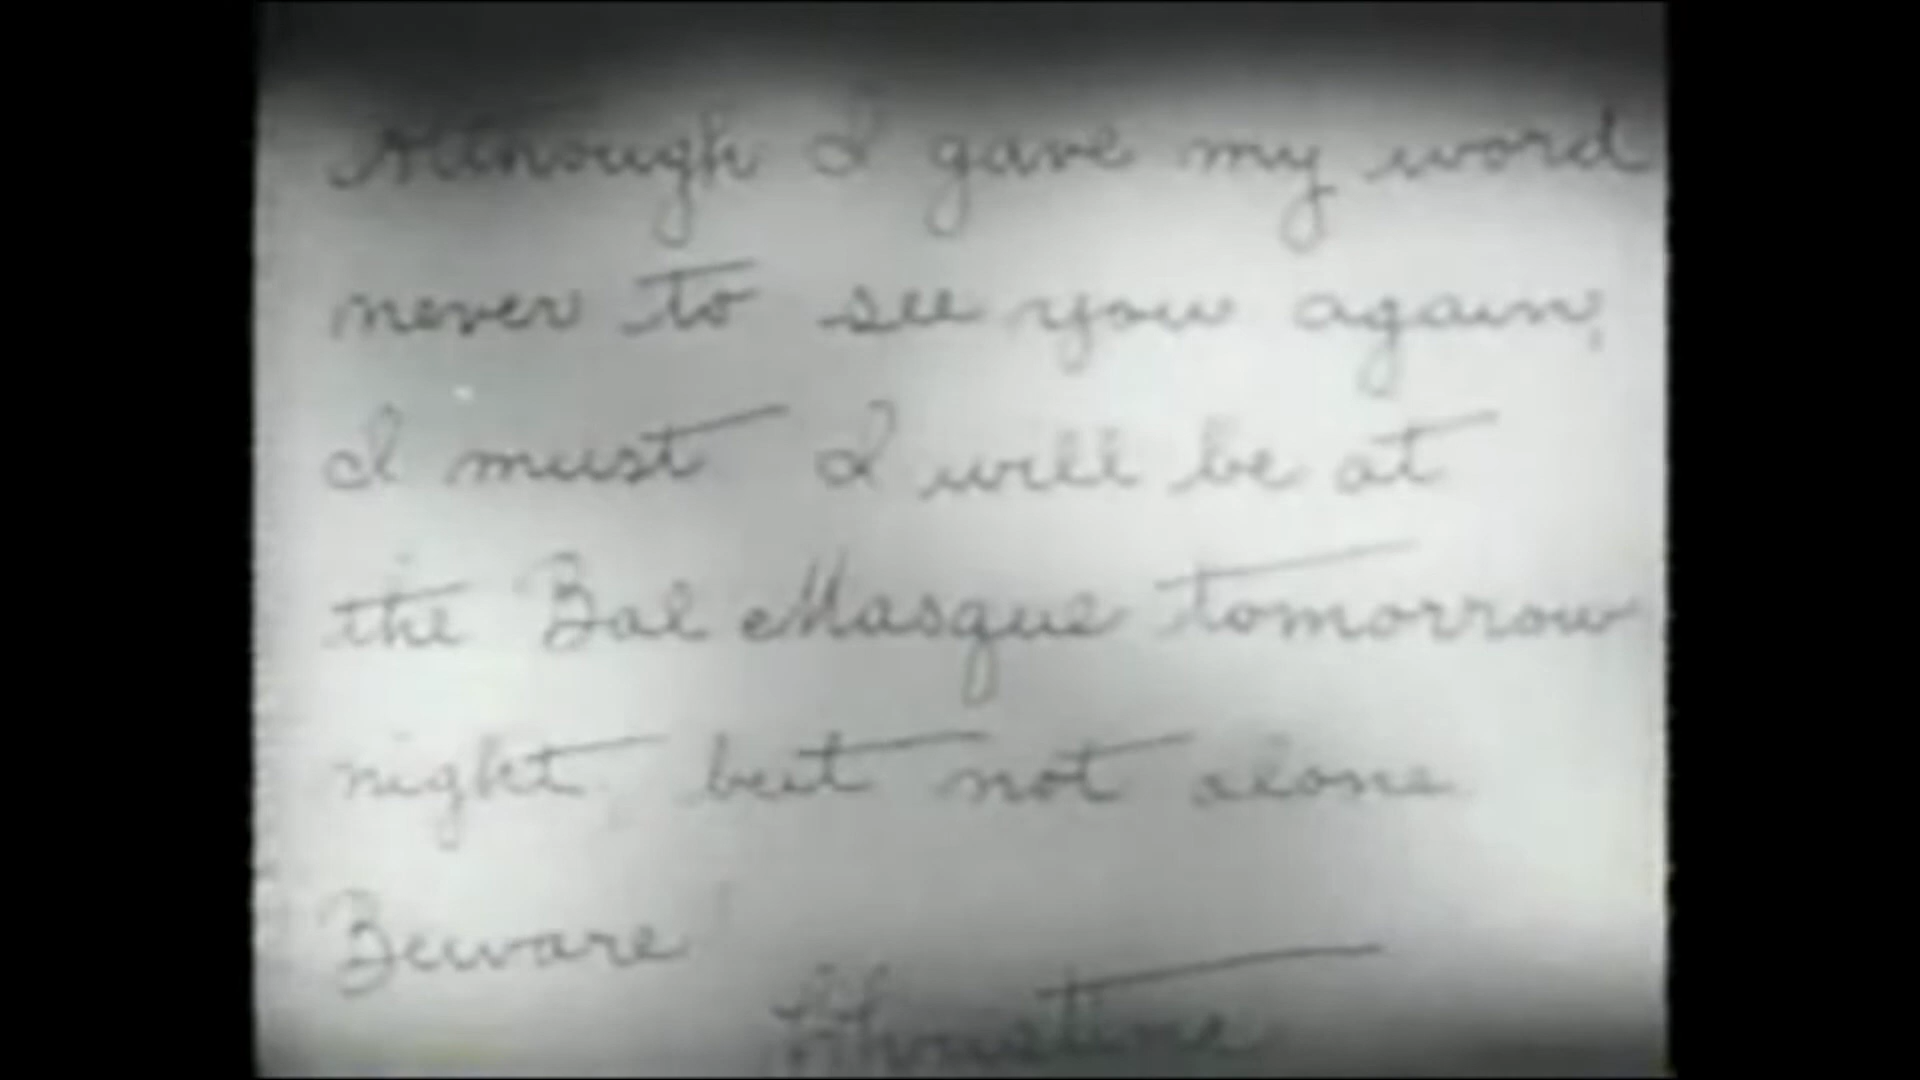 Although I gave my word
never to see you again,
I must I will be at
the Bal Masque tomorrow
night, but not alone
Beware!
Christine